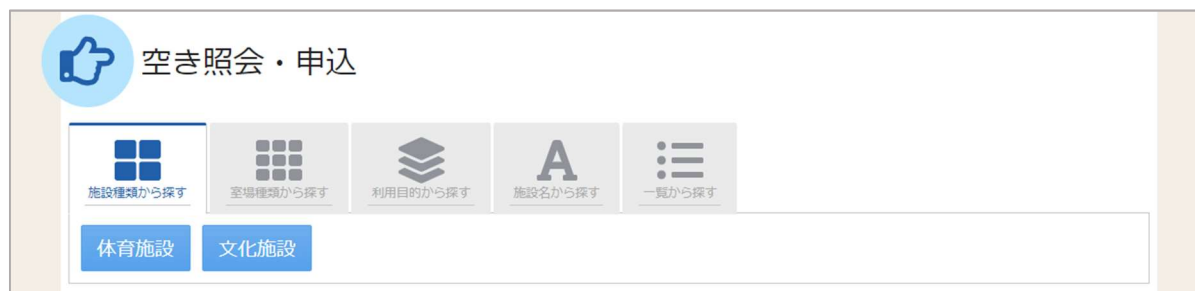 空き照会・申込
施設種類から探す 室場種類から探す 利用目的から探す 施設名から探す 一覧から探す
体育施設 文化施設